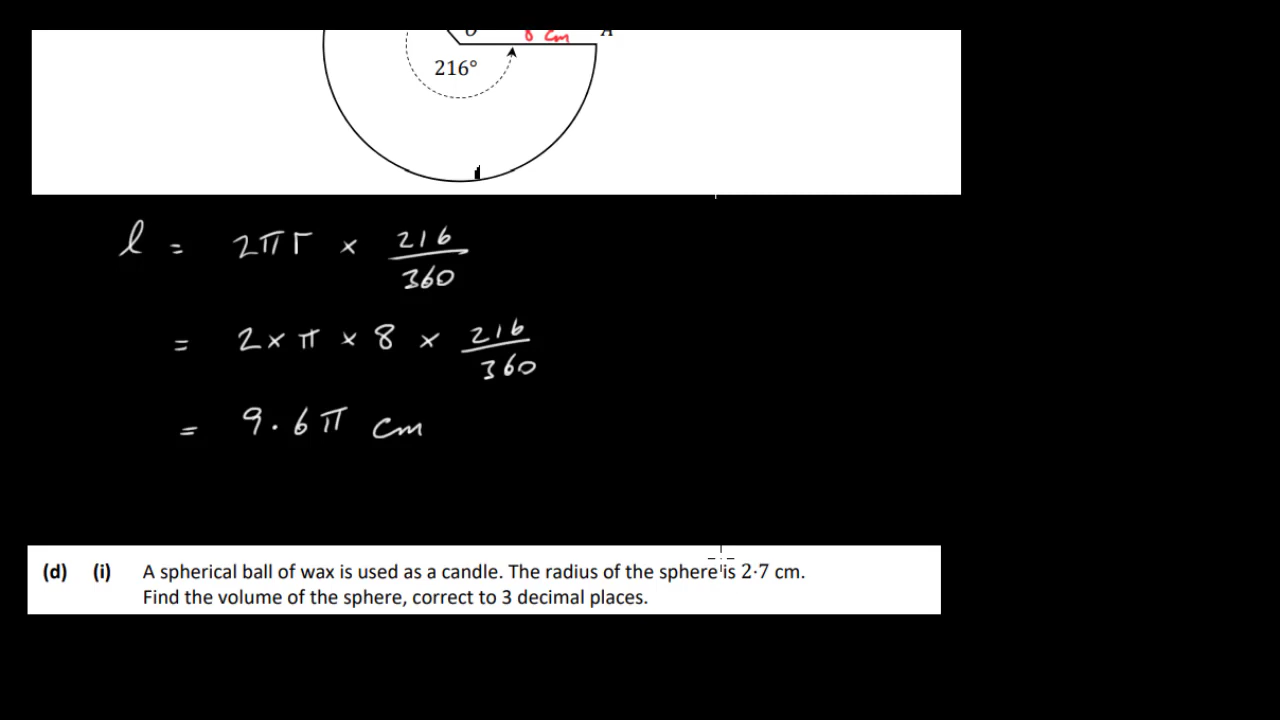 O 8 cm A
216°
l = 2πr × 216/360
= 2 × π × 8 × 216/360
= 9.6π cm
(d) (i) A spherical ball of wax is used as a candle. The radius of the sphere is 2·7 cm.
Find the volume of the sphere, correct to 3 decimal places.